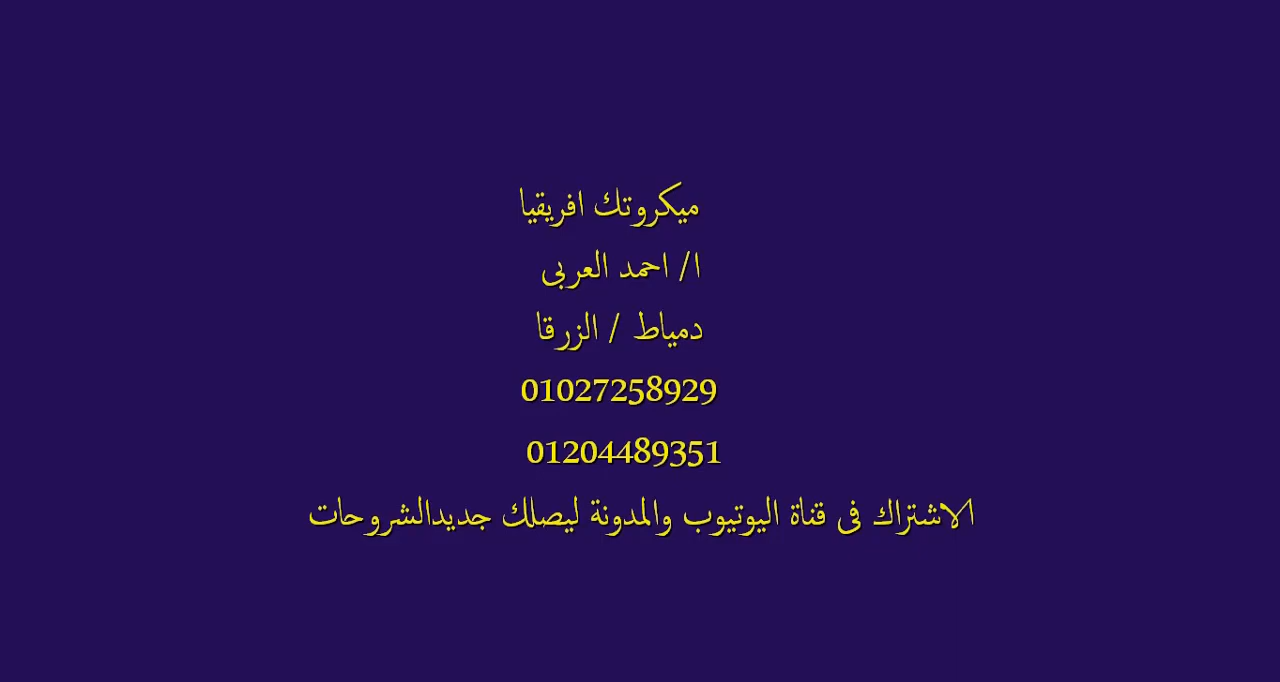 ميكروتك افريقيا
ا/ احمد العربى
دمياط / الزرقا
01027258929
01204489351
الاشتراك فى قناة اليوتيوب والمدونة ليصلك جديدالشروحات